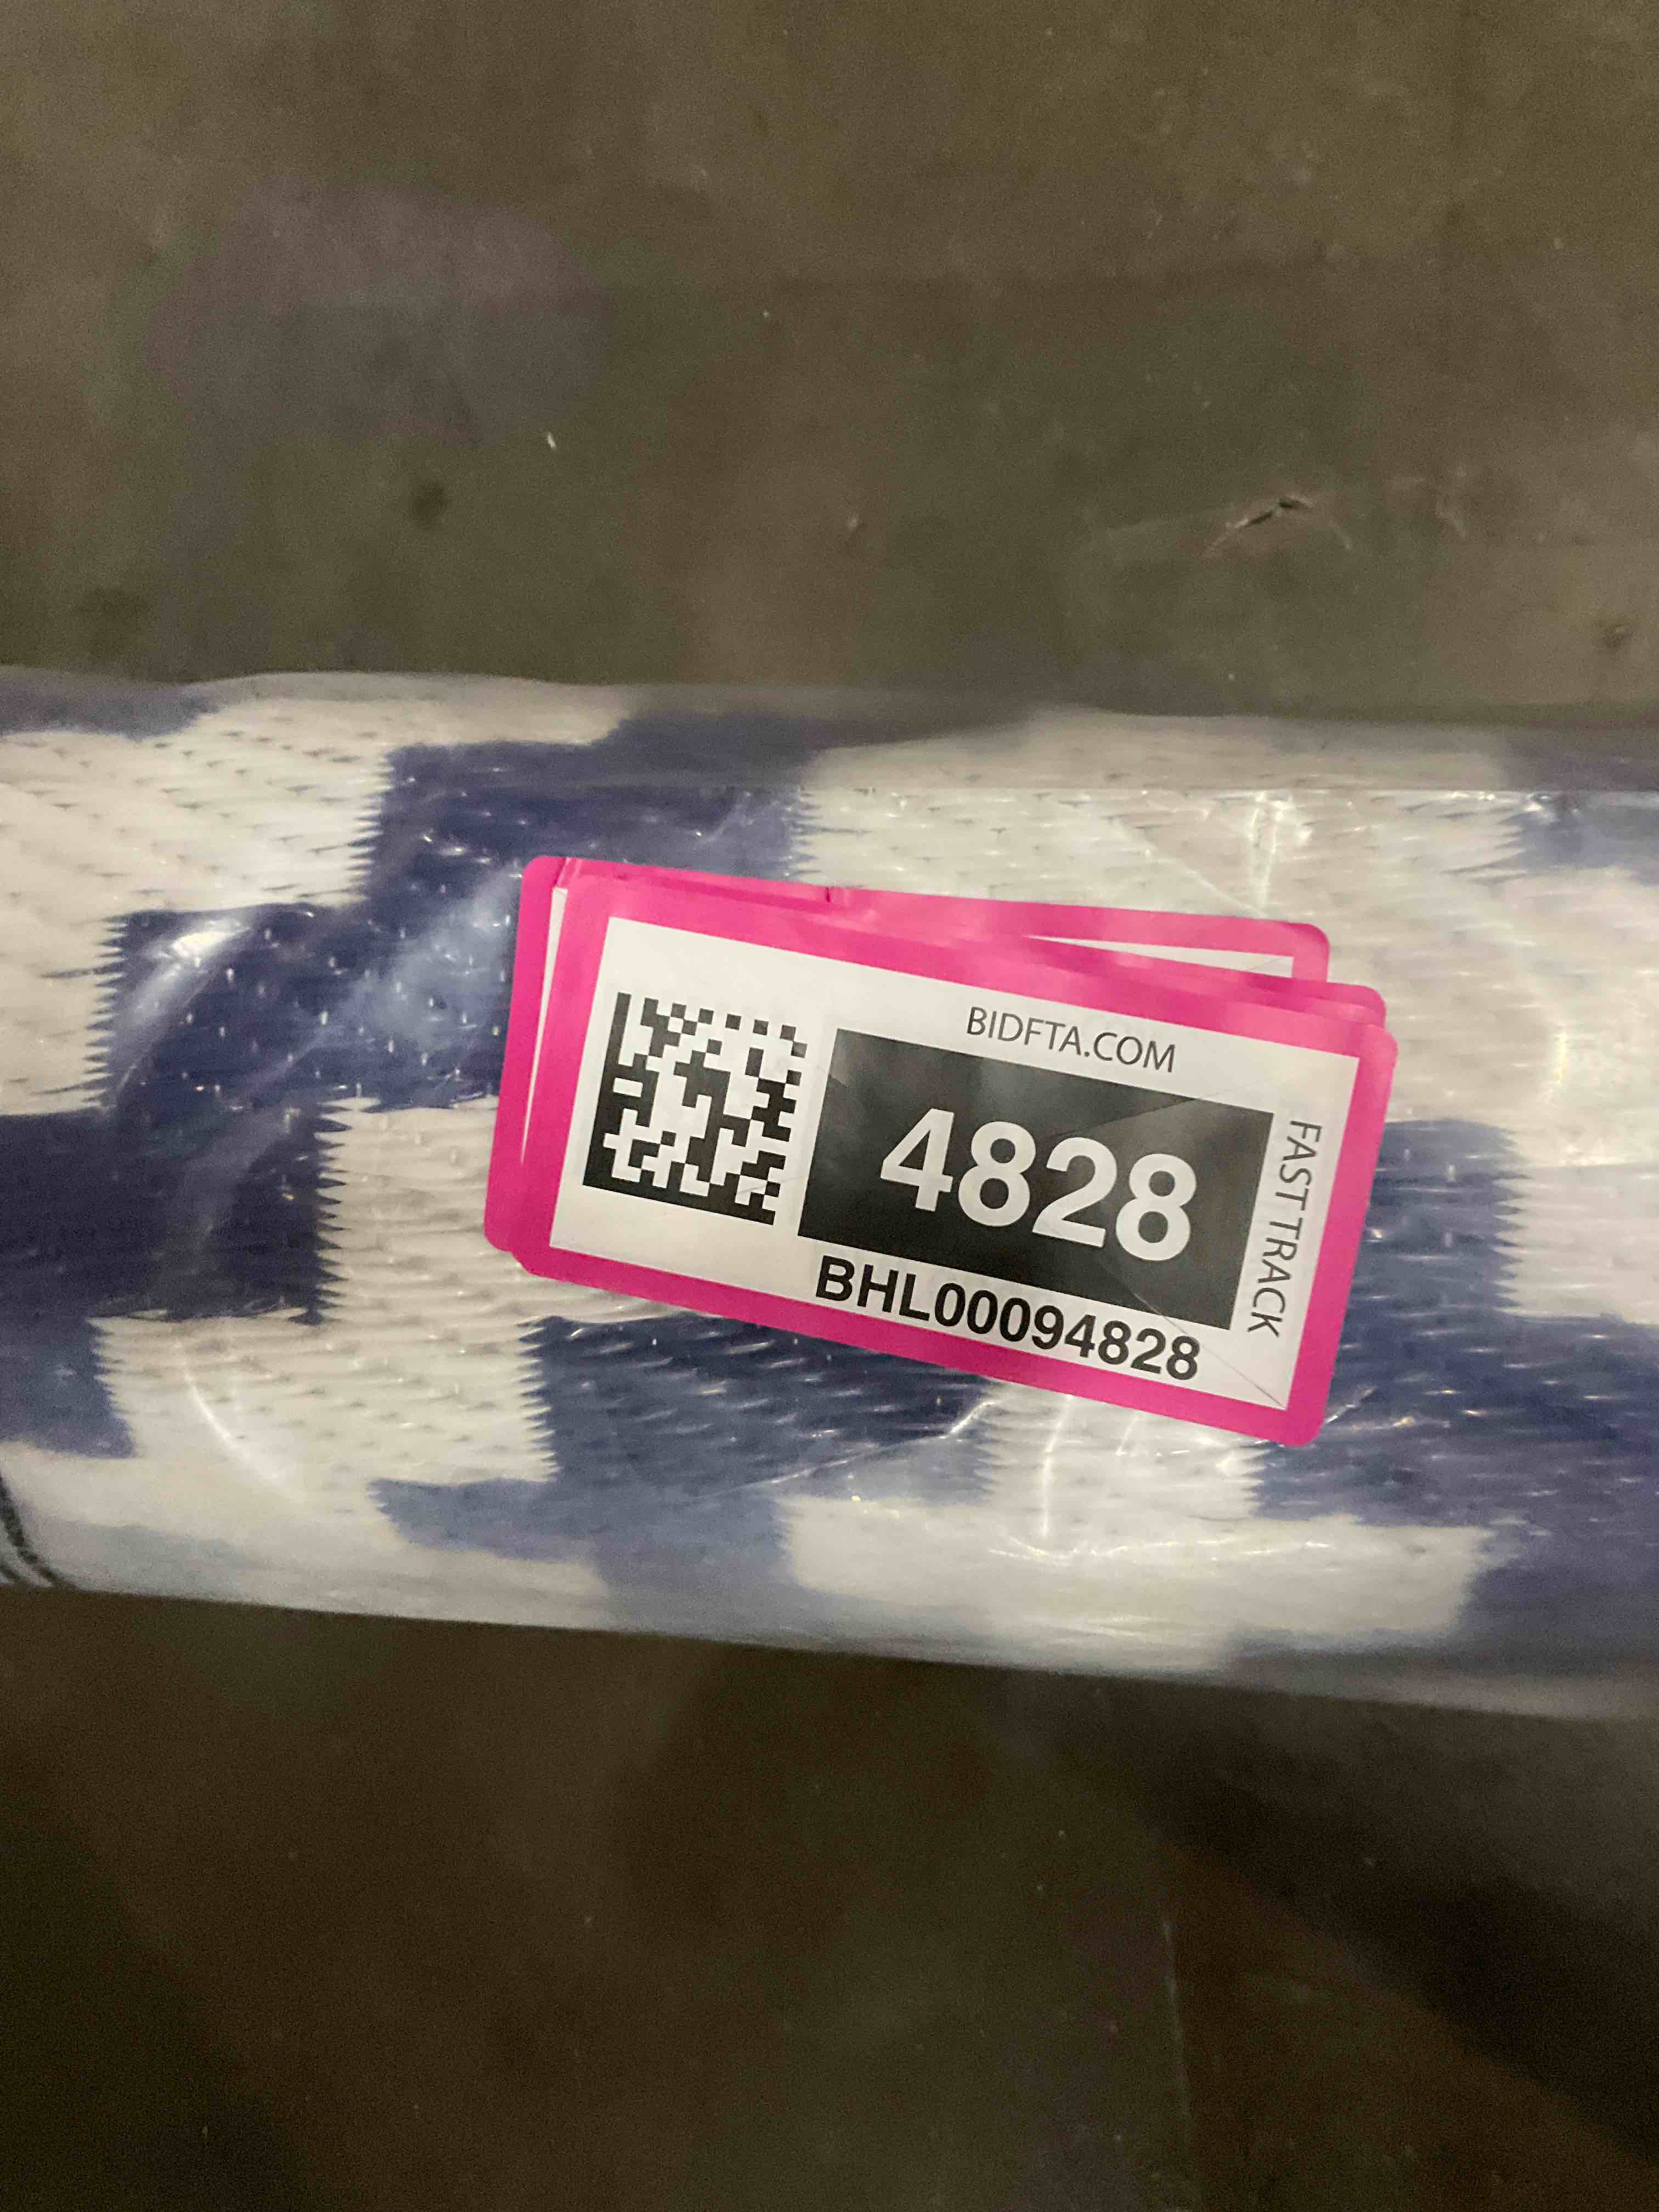 BIDFTA.COM
4828
FAST TRACK
BHL00094828